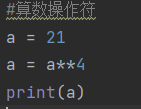 #算数操作符
a = 21
a = a**4
print(a)